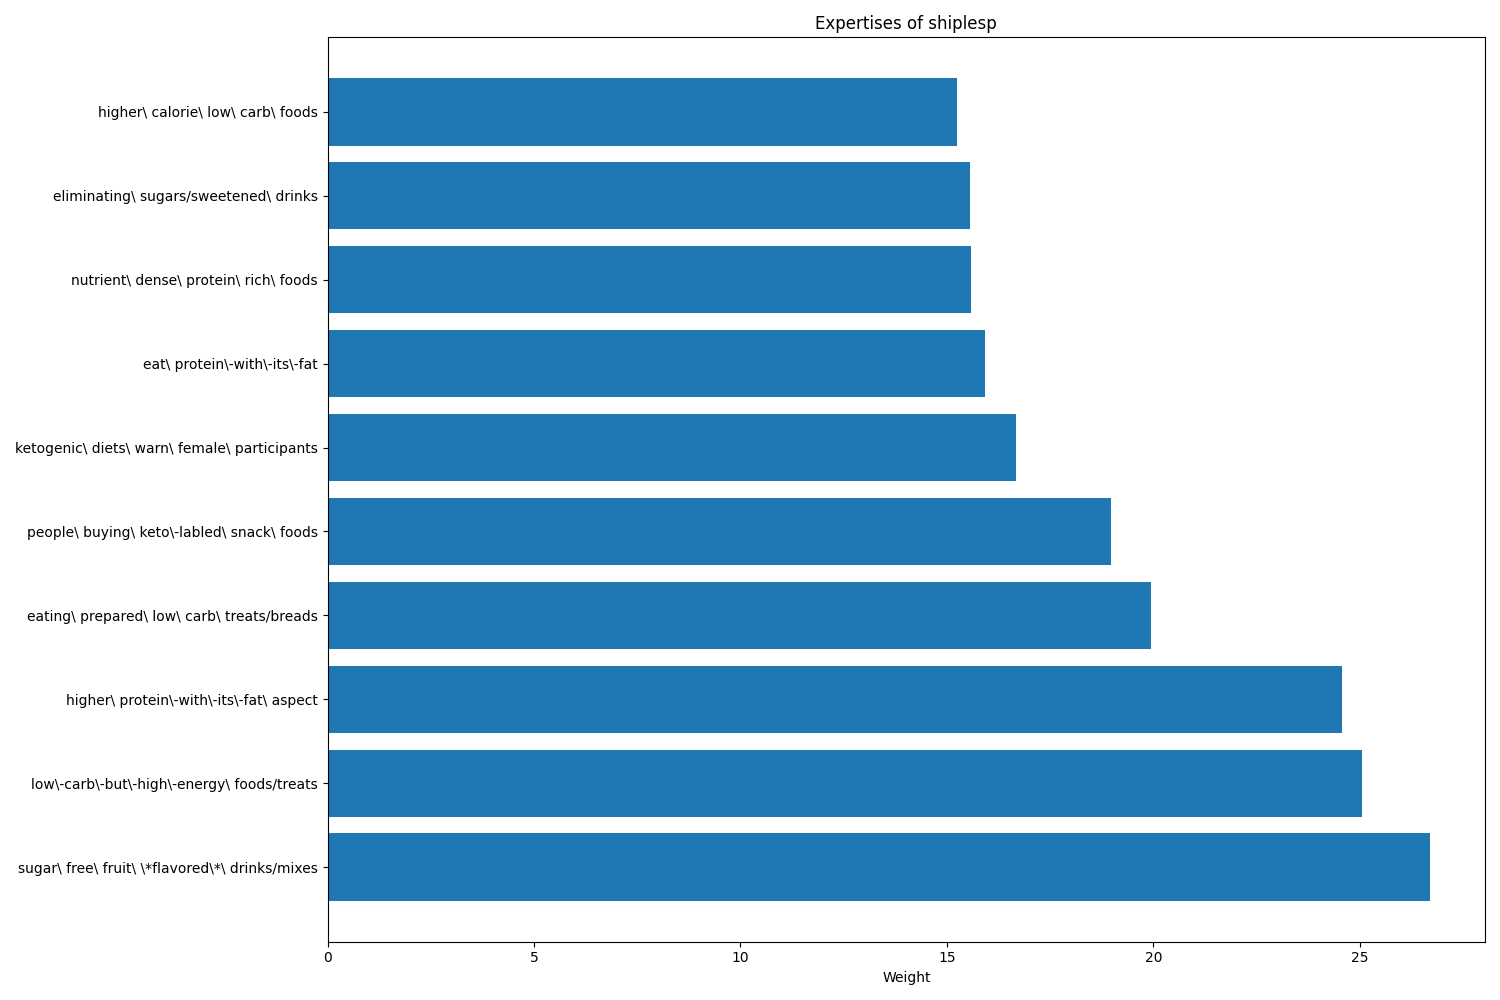 Expertises of shiplesp
higher\ calorie\ low\ carb\ foods
eliminating\ sugars/sweetened\ drinks
nutrient\ dense\ protein\ rich\ foods
eat\ protein\-with\-its\-fat
ketogenic\ diets\ warn\ female\ participants
people\ buying\ keto\-labled\ snack\ foods
eating\ prepared\ low\ carb\ treats/breads
higher\ protein\-with\-its\-fat\ aspect
low\-carb\-but\-high\-energy\ foods/treats
sugar\ free\ fruit\ \*flavored\*\ drinks/mixes
0 5 10 15 20 25
Weight